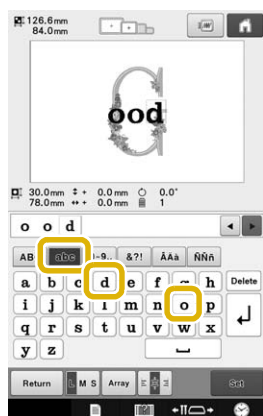 126.6mm
84.0mm
G
ood
30.0mm + 0.0mm 0.0°
78.0mm + 0.0mm 1
o o d
AB abc 1~9.. &?! ÄAà ÑÑñ
a b c d e f g h Delete
i j k l m n o p
q r s t u v w x
y z
Return L M S Array Set